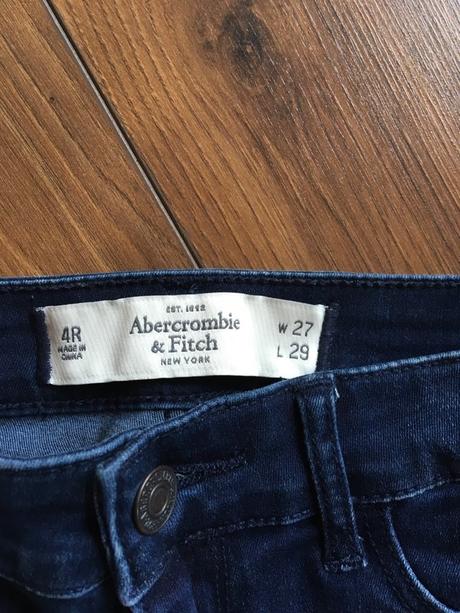 EST. 1892
4R
MADE IN
CHINA
Abercrombie
& Fitch
NEW YORK
W 27
L 29